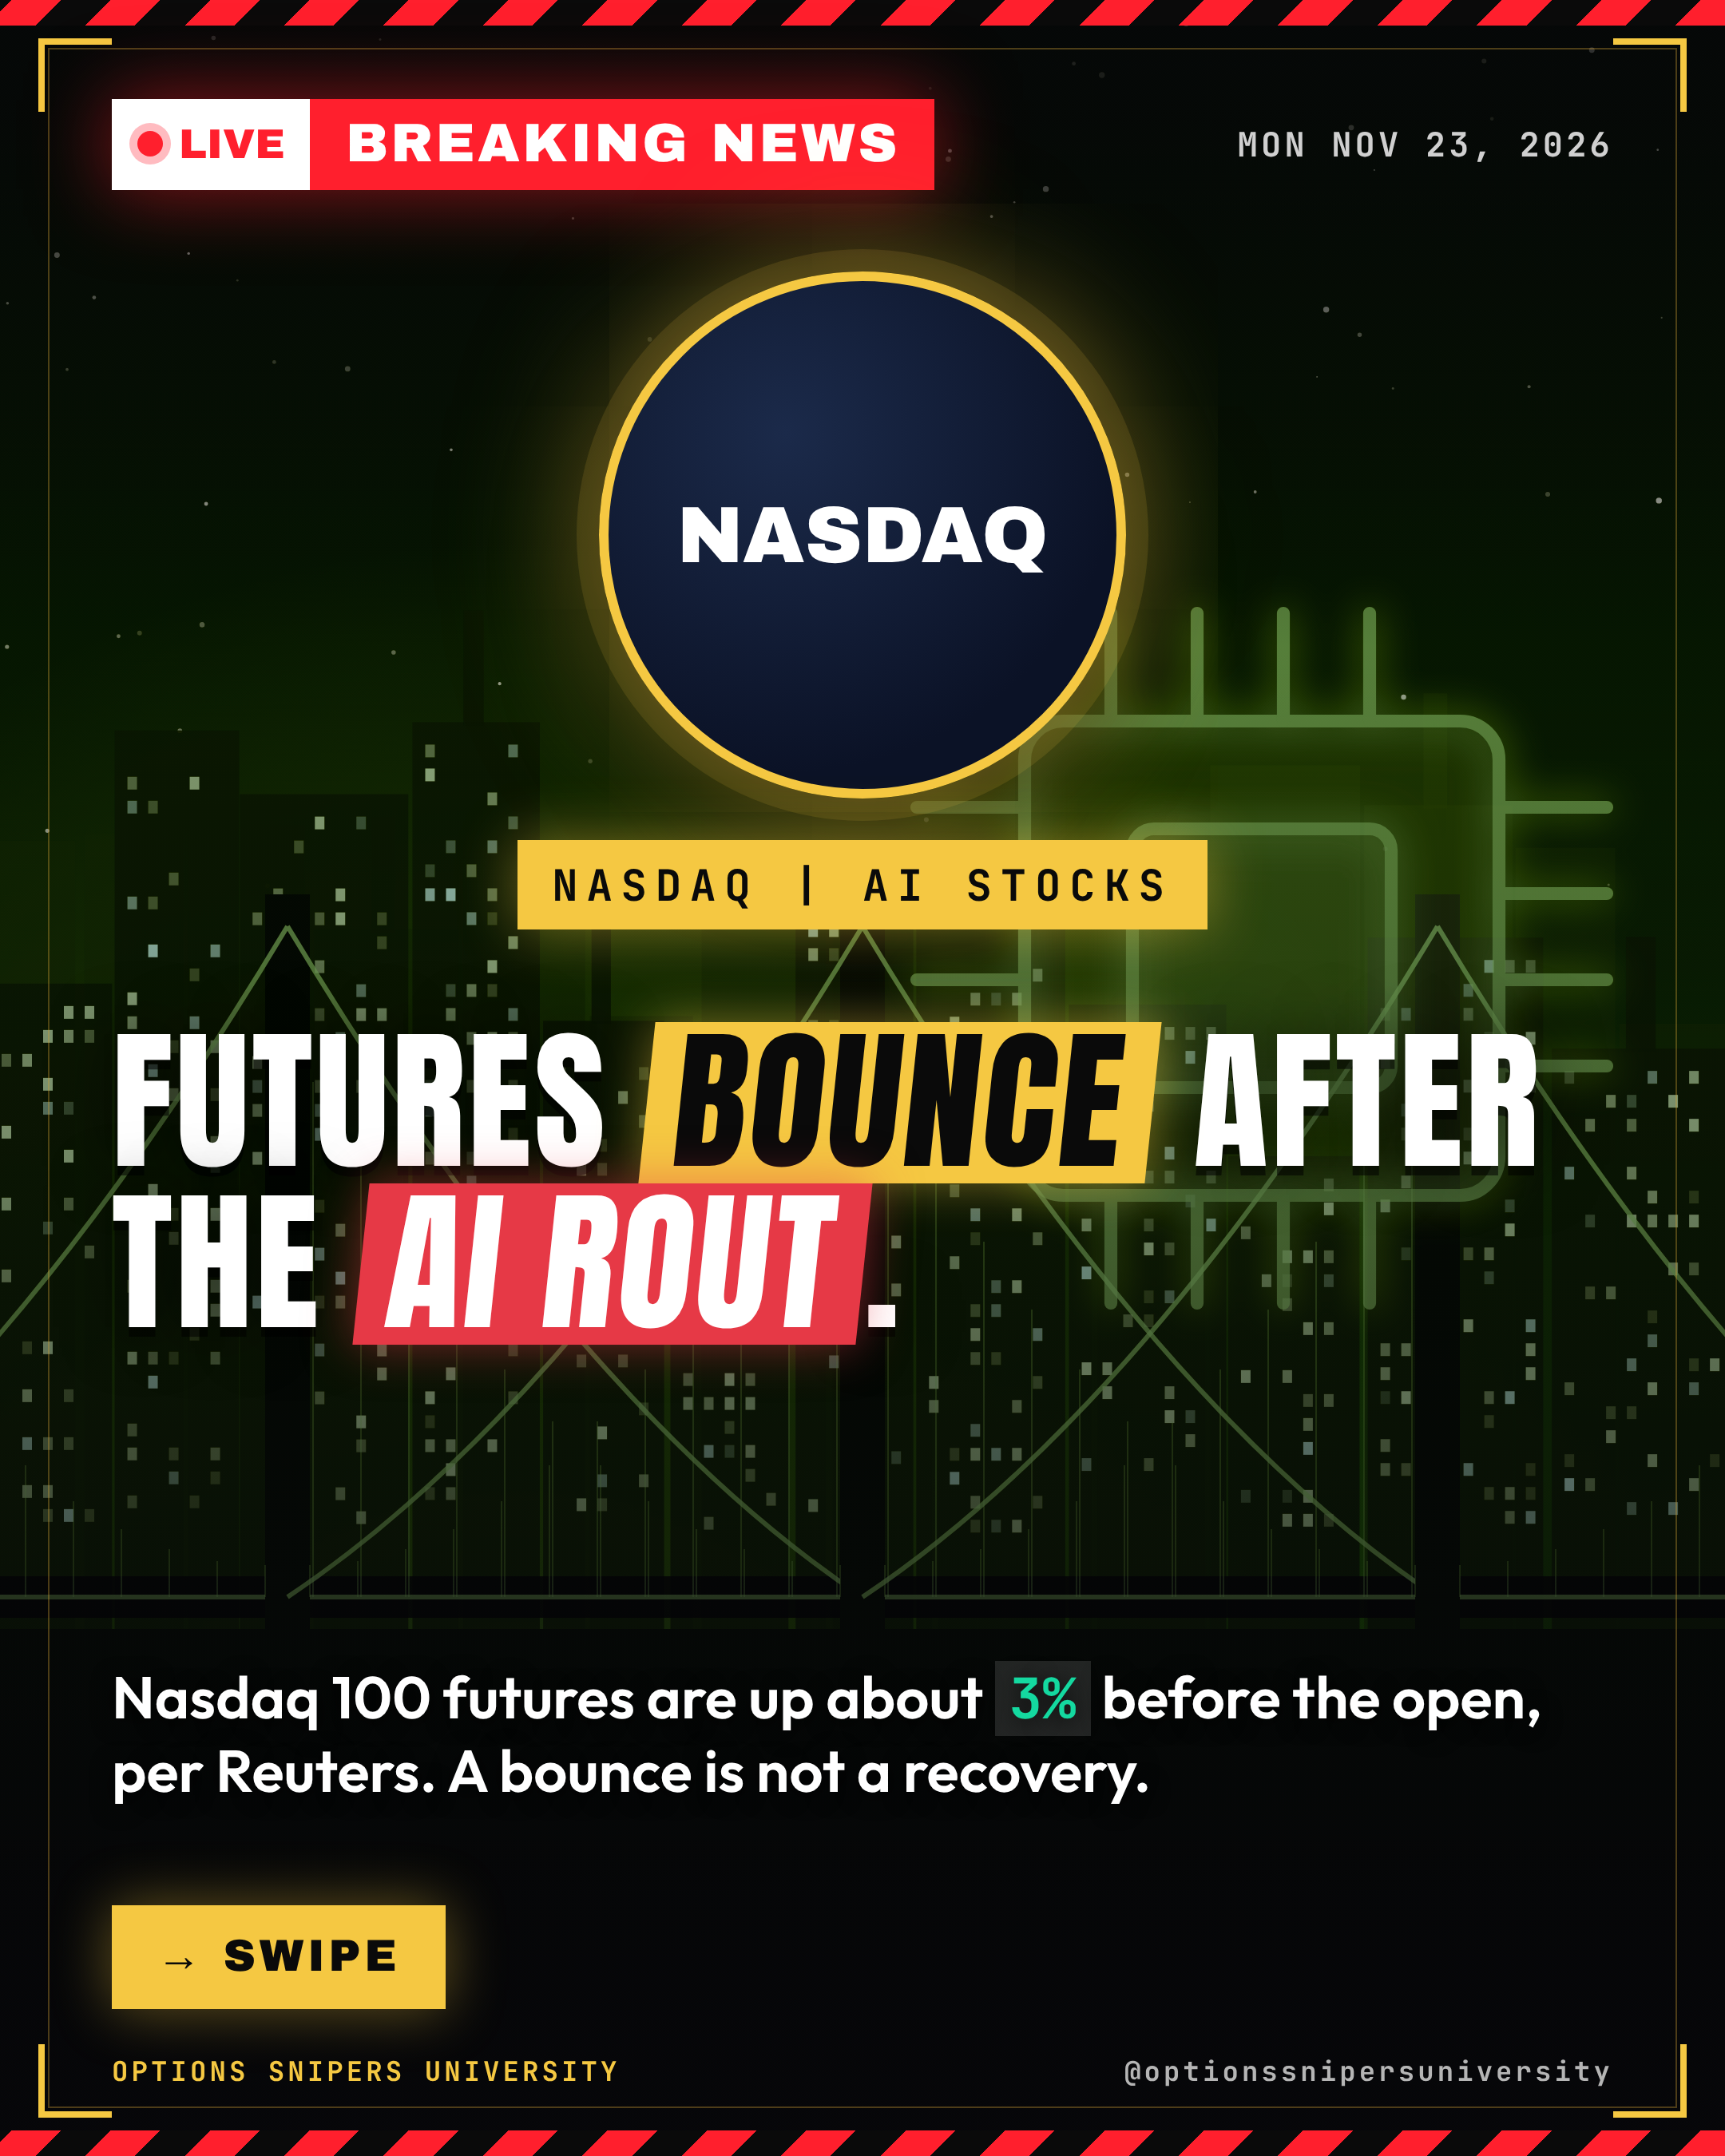 LIVE BREAKING NEWS
MON NOV 23, 2026
NASDAQ
NASDAQ | AI STOCKS
FUTURES BOUNCE AFTER
THE AI ROUT.
Nasdaq 100 futures are up about 3% before the open,
per Reuters. A bounce is not a recovery.
→ SWIPE
OPTIONS SNIPERS UNIVERSITY
@optionssnipersuniversity